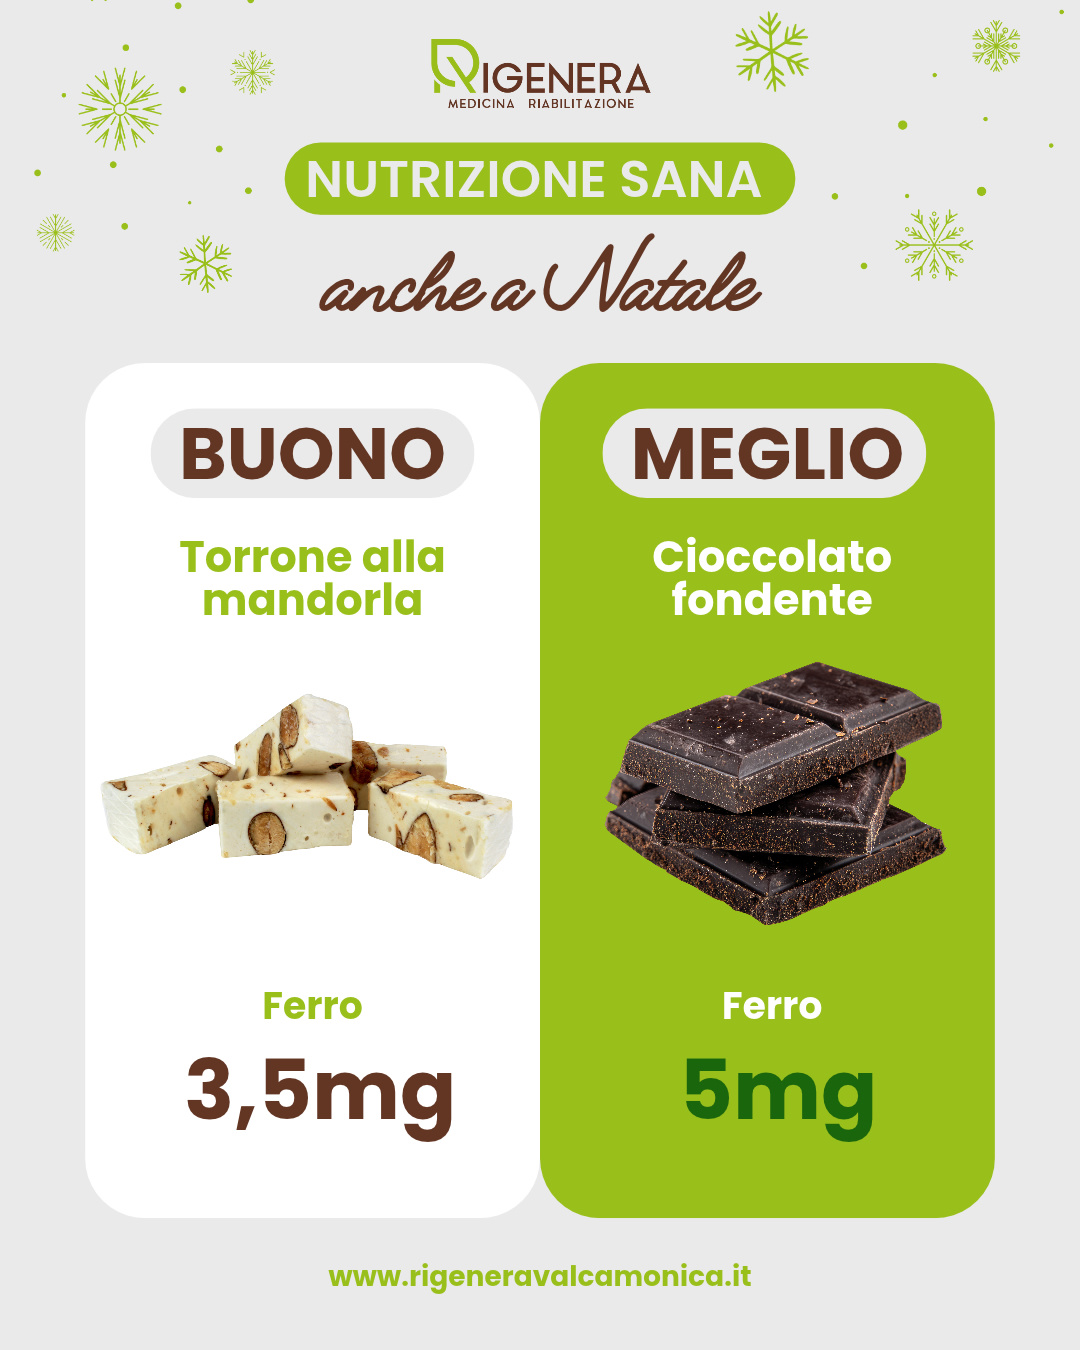 RIGENERA
MEDICINA RIABILITAZIONE
NUTRIZIONE SANA
anche a Natale
BUONO
Torrone alla
mandorla
Ferro
3,5mg
MEGLIO
Cioccolato
fondente
Ferro
5mg
www.rigeneravalcamonica.it